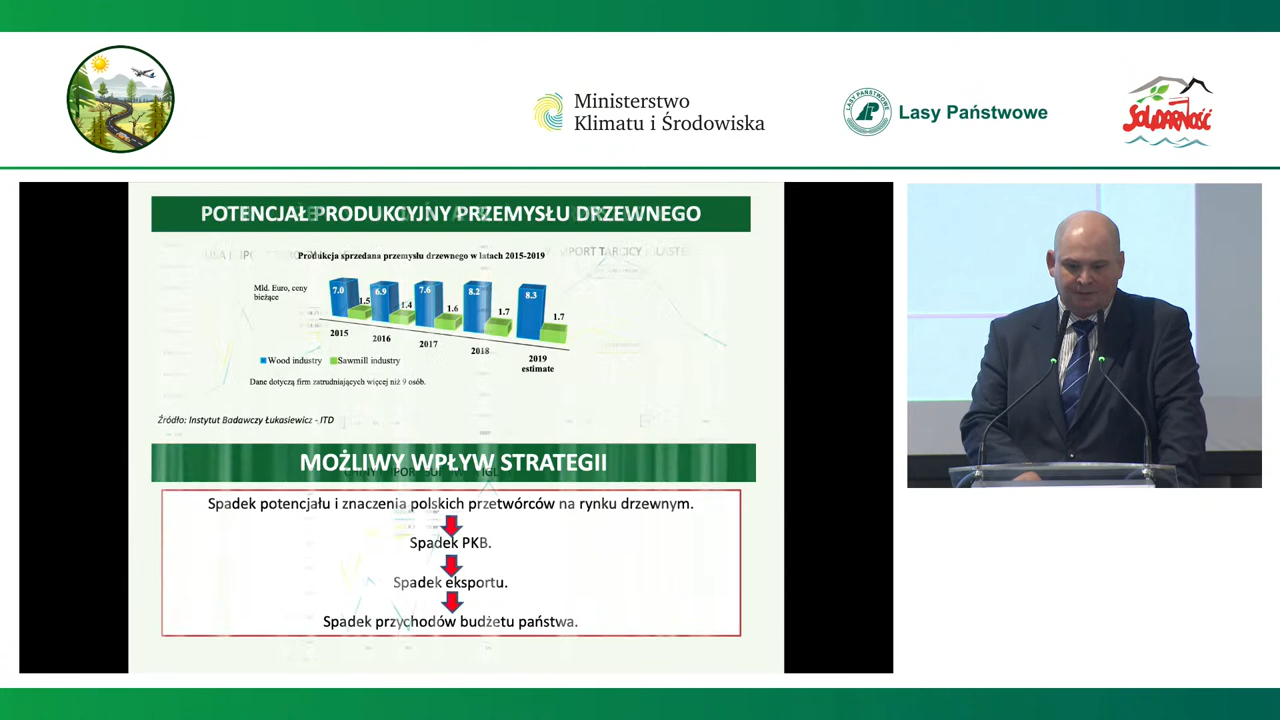 Ministerstwo
Klimatu i Środowiska
LASY PAŃSTWOWE
Lasy Państwowe
SOLIDARNOŚĆ
POTENCJAŁ PRODUKCYJNY PRZEMYSŁU DRZEWNEGO
Produkcja sprzedana przemysłu drzewnego w latach 2015-2019
Mld. Euro, ceny
bieżące
7.0 1.5 6.9 1.4 7.6 1.6 8.2 1.7 8.3 1.7
2015 2016 2017 2018 2019
estimate
Wood industry Sawmill industry
Dane dotyczą firm zatrudniających więcej niż 9 osób.
Źródło: Instytut Badawczy Łukasiewicz - ITD
MOŻLIWY WPŁYW STRATEGII
Spadek potencjału i znaczenia polskich przetwórców na rynku drzewnym.
Spadek PKB.
Spadek eksportu.
Spadek przychodów budżetu państwa.